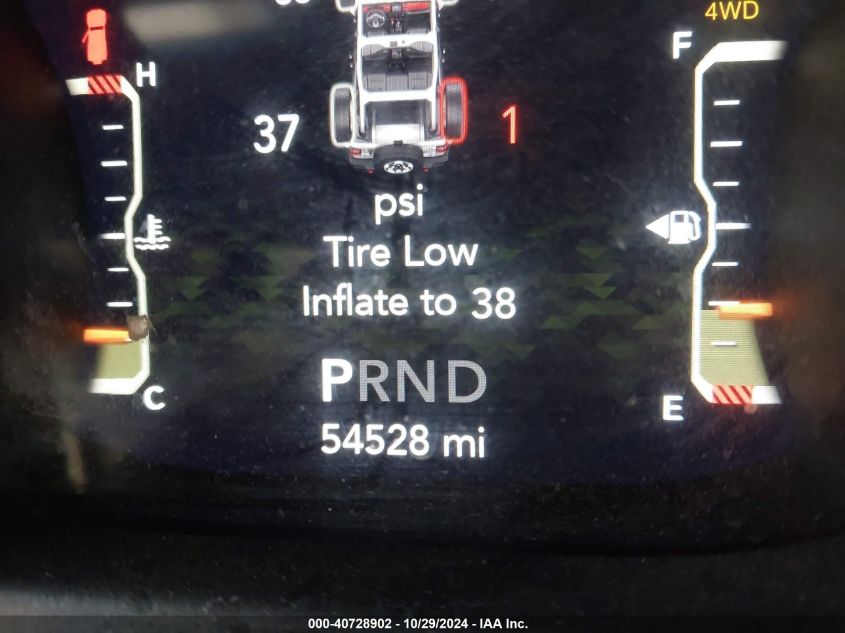 4WD
H
F
37
1
psi
Tire Low
Inflate to 38
PRND
C
E
54528 mi
000-40728902 - 10/29/2024 - IAA Inc.